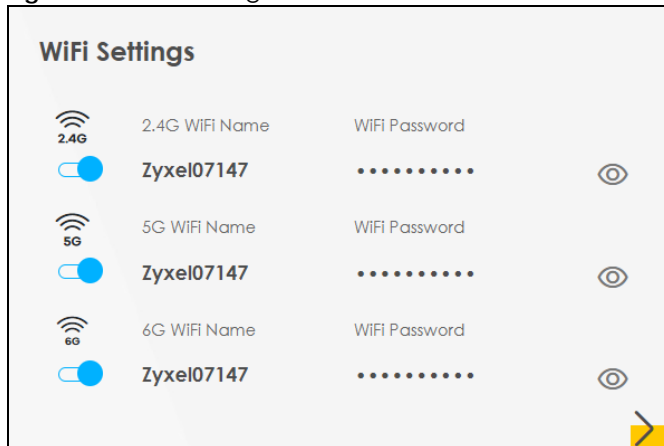 WiFi Settings
2.4G
2.4G WiFi Name WiFi Password
Zyxel07147 ••••••••••
5G
5G WiFi Name WiFi Password
Zyxel07147 ••••••••••
6G
6G WiFi Name WiFi Password
Zyxel07147 ••••••••••